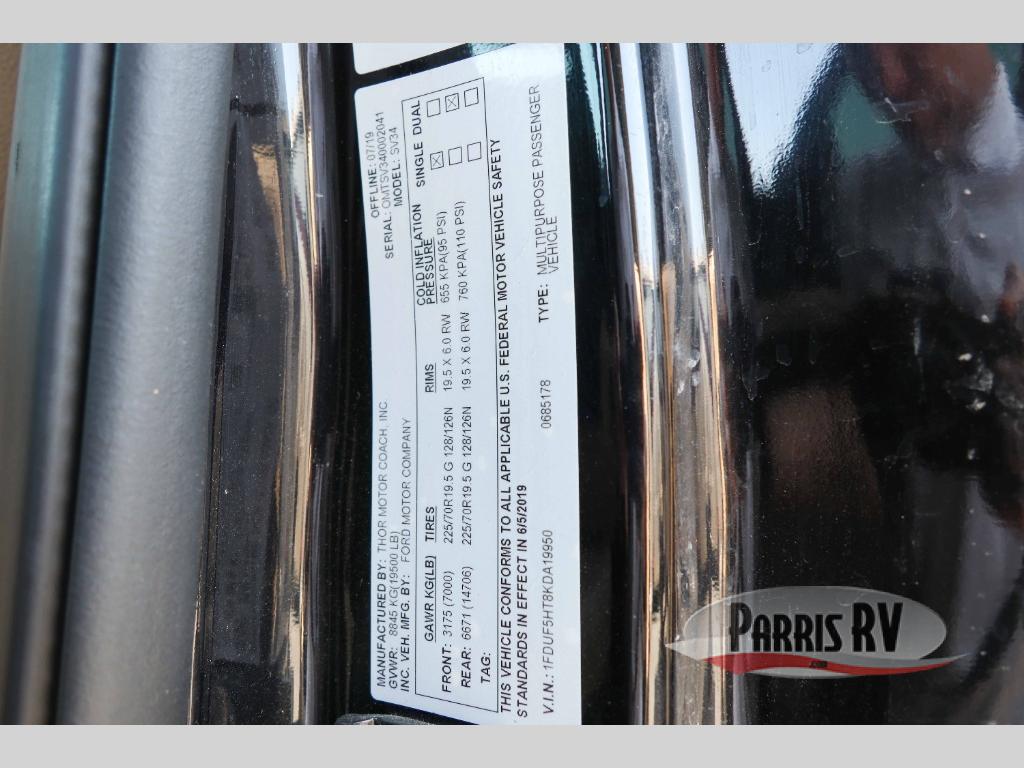 MANUFACTURED BY: THOR MOTOR COACH, INC OFFLINE: 07/19
GVWR: 8845 KG(19500 LB) SERIAL: OMTSV340002041
INC. VEH. MFG. BY: FORD MOTOR COMPANY MODEL: SV34
GAWR KG(LB) TIRES RIMS COLD INFLATION PRESSURE SINGLE DUAL
FRONT: 3175 (7000) 225/70R19.5 G 128/126N 19.5 X 6.0 RW 655 KPA(95 PSI) ☒ ☐
REAR: 6671 (14706) 225/70R19.5 G 128/126N 19.5 X 6.0 RW 760 KPA(110 PSI) ☐ ☒
TAG: ☐ ☐
THIS VEHICLE CONFORMS TO ALL APPLICABLE U.S. FEDERAL MOTOR VEHICLE SAFETY
STANDARDS IN EFFECT IN 6/5/2019
V.I.N.: 1FDUF5HT8KDA19950 0685178 TYPE: MULTIPURPOSE PASSENGER
VEHICLE
PARRIS RV
.COM